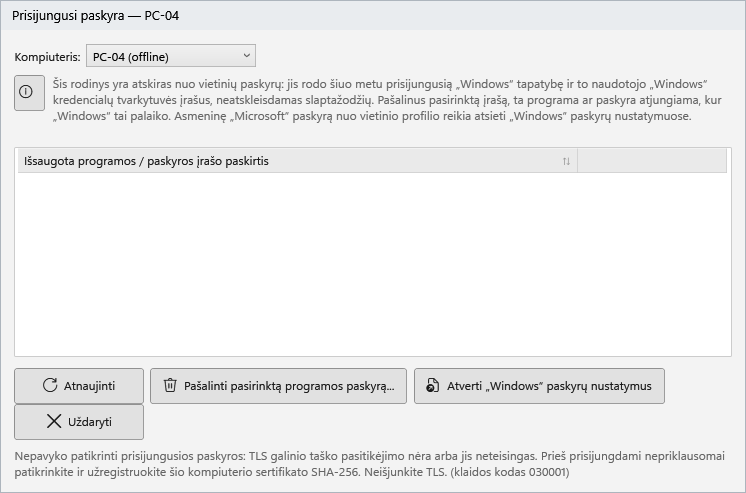 Prisijungusi paskyra — PC-04
Kompiuteris: PC-04 (offline)
Šis rodinys yra atskiras nuo vietinių paskyrų: jis rodo šiuo metu prisijungusią „Windows“ tapatybę ir to naudotojo „Windows“
kredencialų tvarkytuvės įrašus, neatskleisdamas slaptažodžių. Pašalinus pasirinktą įrašą, ta programa ar paskyra atjungiama, kur
„Windows“ tai palaiko. Asmeninę „Microsoft“ paskyrą nuo vietinio profilio reikia atsieti „Windows“ paskyrų nustatymuose.
Išsaugota programos / paskyros įrašo paskirtis
Atnaujinti
Pašalinti pasirinktą programos paskyrą...
Atverti „Windows“ paskyrų nustatymus
Uždaryti
Nepavyko patikrinti prisijungusios paskyros: TLS galinio taško pasitikėjimo nėra arba jis neteisingas. Prieš prisijungdami nepriklausomai
patikrinkite ir užregistruokite šio kompiuterio sertifikato SHA-256. Neišjunkite TLS. (klaidos kodas 030001)